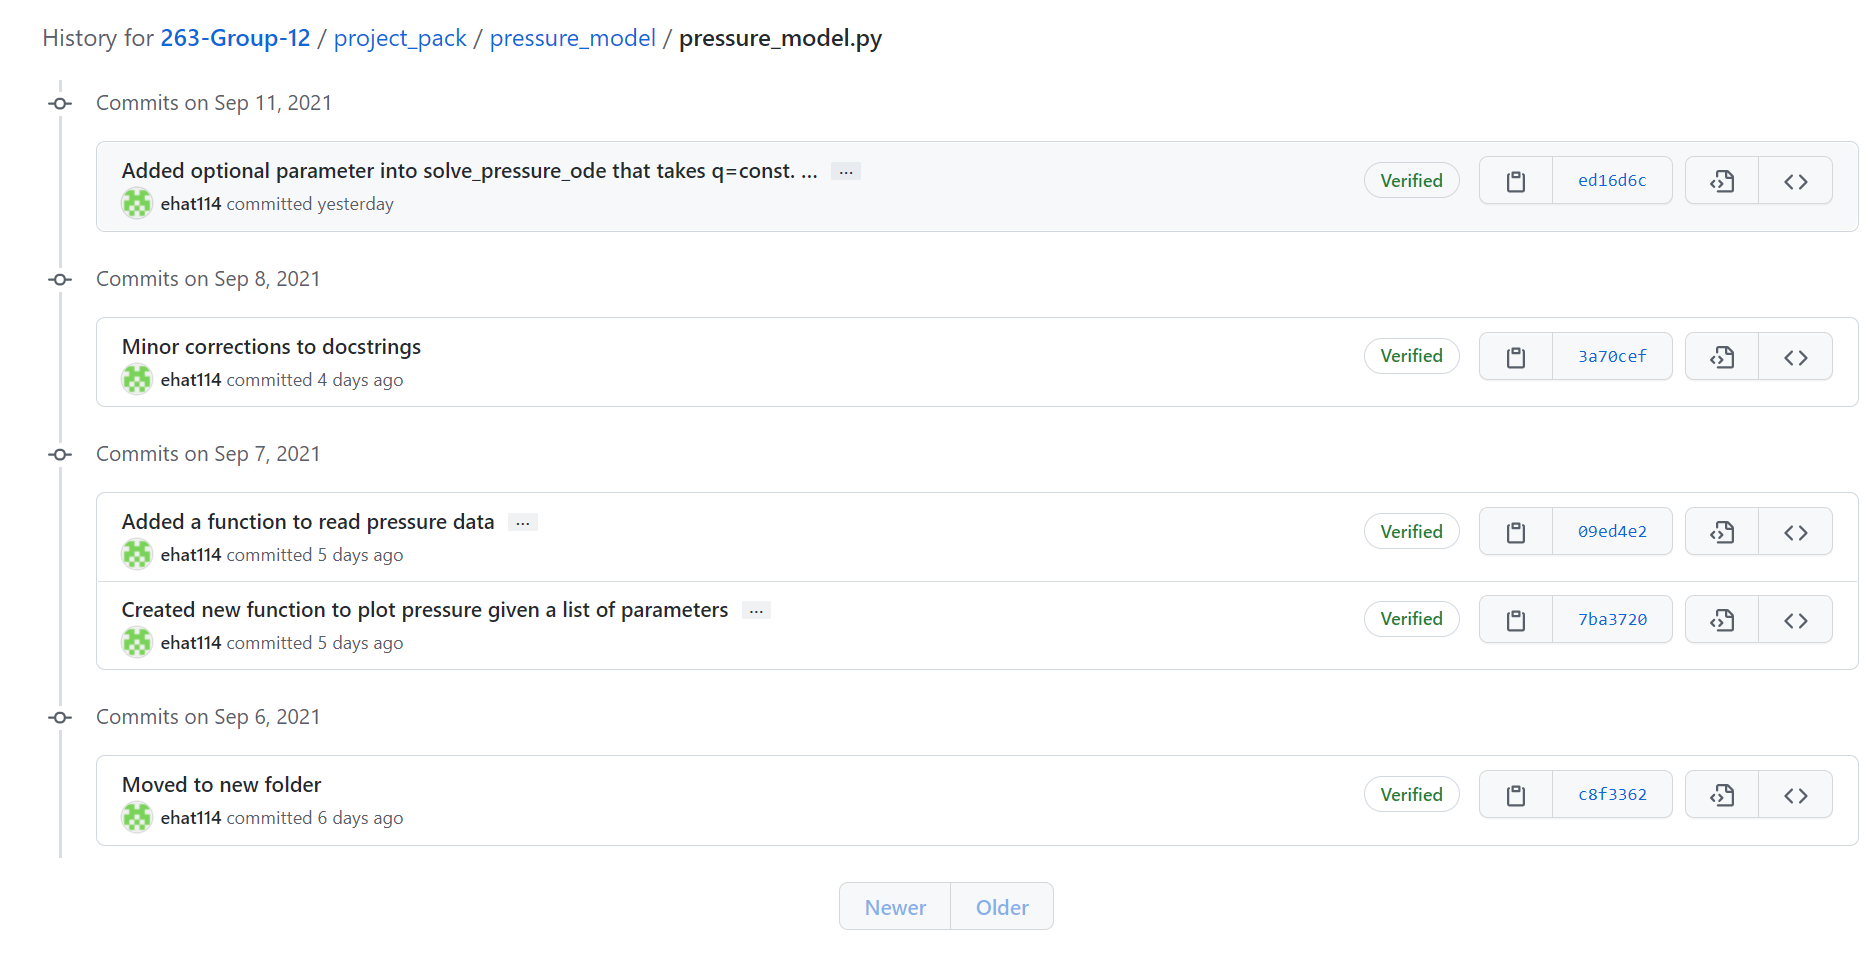 History for 263-Group-12 / project_pack / pressure_model / pressure_model.py
Commits on Sep 11, 2021
Added optional parameter into solve_pressure_ode that takes q=const. ... ...
Verified
ed16d6c
ehat114 committed yesterday
Commits on Sep 8, 2021
Minor corrections to docstrings
Verified
3a70cef
ehat114 committed 4 days ago
Commits on Sep 7, 2021
Added a function to read pressure data ...
Verified
09ed4e2
ehat114 committed 5 days ago
Created new function to plot pressure given a list of parameters ...
Verified
7ba3720
ehat114 committed 5 days ago
Commits on Sep 6, 2021
Moved to new folder
Verified
c8f3362
ehat114 committed 6 days ago
Newer Older